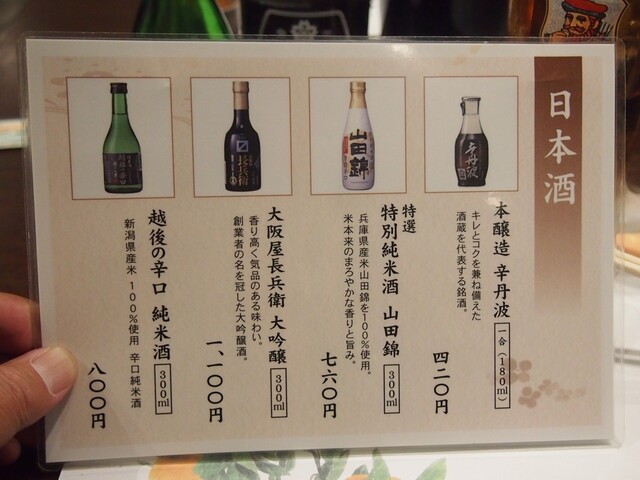 日本酒
本醸造 辛丹波 一合(180ml)
キレとコクを兼ね備えた
酒蔵を代表する銘酒。
四二〇円
特選
特別純米酒 山田錦 300ml
兵庫県産米山田錦を100%使用。
米本来のまろやかな香りと旨み。
七六〇円
大阪屋長兵衛 大吟醸 300ml
香り高く気品のある味わい。
創業者の名を冠した大吟醸酒。
一、一〇〇円
越後の辛口 純米酒 300ml
新潟県産米 100%使用 辛口純米酒
八〇〇円
辛丹波
山田錦
長兵衛